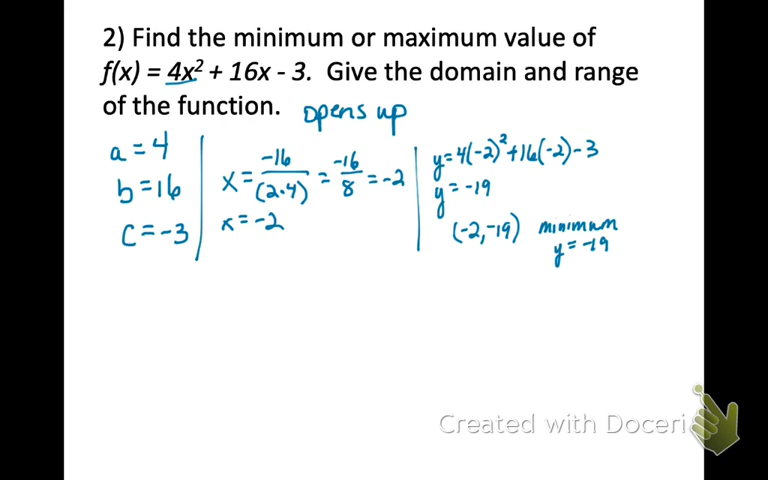 2) Find the minimum or maximum value of
f(x) = 4x² + 16x - 3. Give the domain and range
of the function. opens up
a = 4
b = 16
c = -3
x = -16/(2·4) = -16/8 = -2
x = -2
y = 4(-2)² + 16(-2) - 3
y = -19
(-2, -19) minimum
y = -19
Created with Doceri